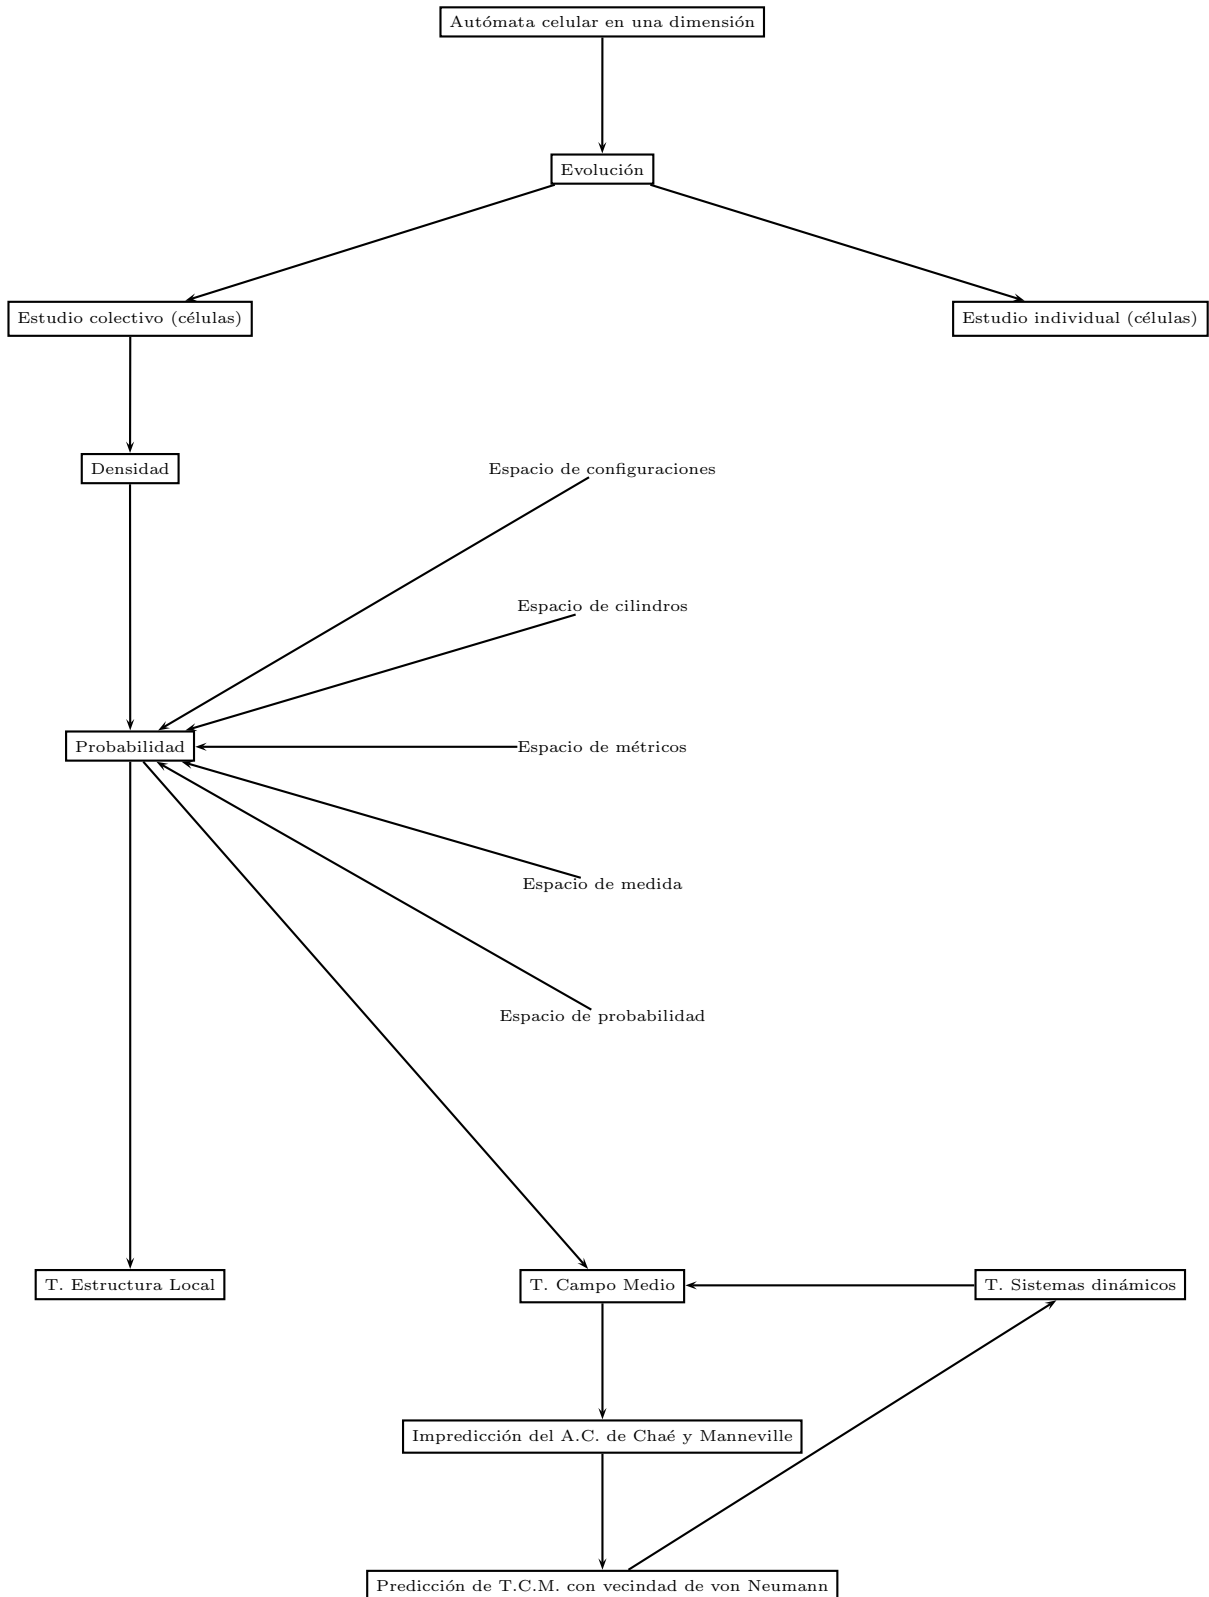 Autómata celular en una dimensión
Evolución
Estudio colectivo (células)
Estudio individual (células)
Densidad
Espacio de configuraciones
Espacio de cilindros
Probabilidad
Espacio de métricos
Espacio de medida
Espacio de probabilidad
T. Estructura Local
T. Campo Medio
T. Sistemas dinámicos
Impredicción del A.C. de Chaé y Manneville
Predicción de T.C.M. con vecindad de von Neumann